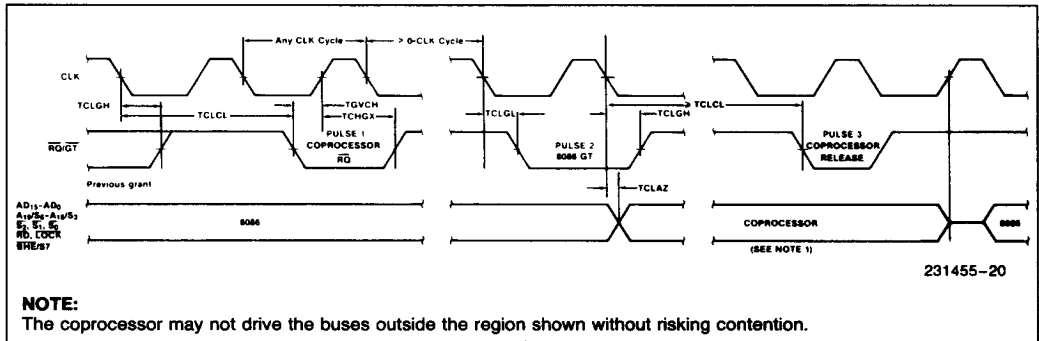 Any CLK Cycle
> 0-CLK Cycle
CLK
TCLGH
TCLCL
TGVCH
TCHGX
TCLGL
TCLGH
> TCLCL
RQ/GT
Previous grant
PULSE 1
COPROCESSOR
RQ
PULSE 2
8086 GT
PULSE 3
COPROCESSOR
RELEASE
TCLAZ
AD15-AD0
A19/S6-A16/S3
S2, S1, S0
RD, LOCK
BHE/S7
8086
COPROCESSOR
(SEE NOTE 1)
8086
231455-20
NOTE:
The coprocessor may not drive the buses outside the region shown without risking contention.